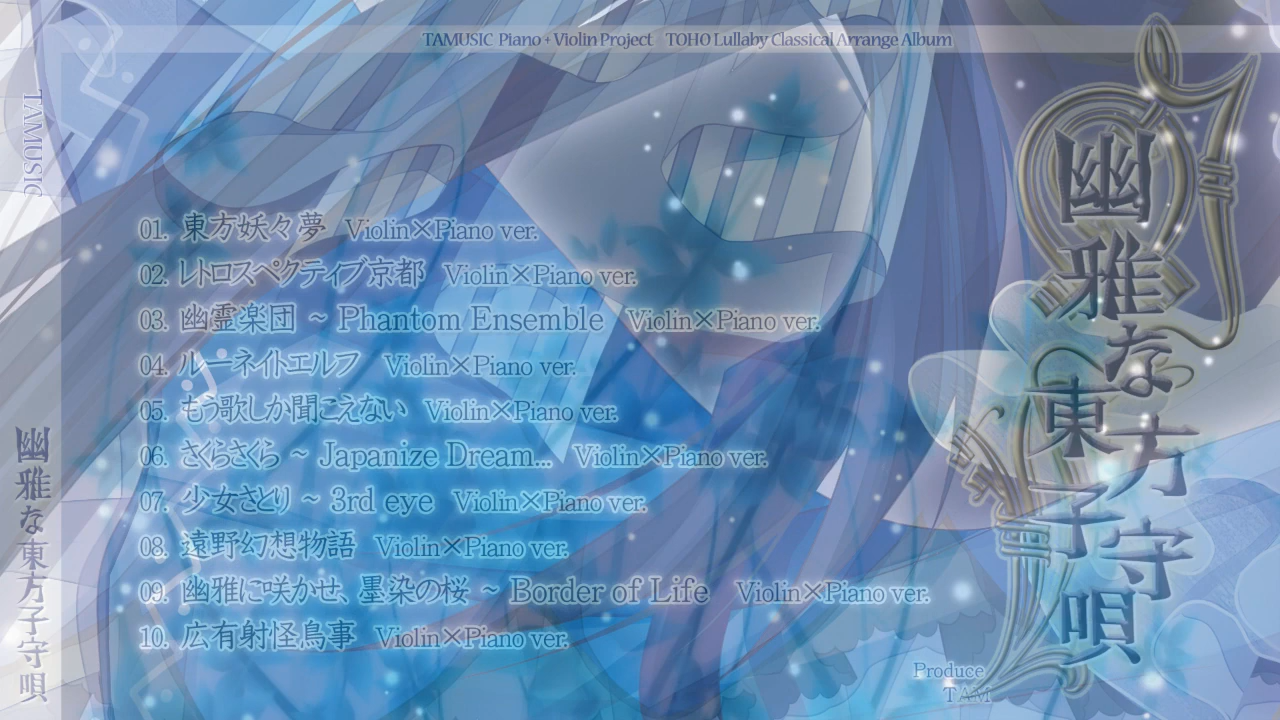 TAMUSIC Piano + Violin Project　TOHO Lullaby Classical Arrange Album
幽雅な東方子守唄
01. 東方妖々夢　Violin×Piano ver.
02. レトロスペクティブ京都　Violin×Piano ver.
03. 幽霊楽団 ~ Phantom Ensemble　Violin×Piano ver.
04. ルーネイトエルフ　Violin×Piano ver.
05. もう歌しか聞こえない　Violin×Piano ver.
06. さくらさくら ~ Japanize Dream...　Violin×Piano ver.
07. 少女さとり ~ 3rd eye　Violin×Piano ver.
08. 遠野幻想物語　Violin×Piano ver.
09. 幽雅に咲かせ、墨染の桜 ~ Border of Life　Violin×Piano ver.
10. 広有射怪鳥事　Violin×Piano ver.
Produce
TAM
TAMUSIC
幽雅な東方子守唄